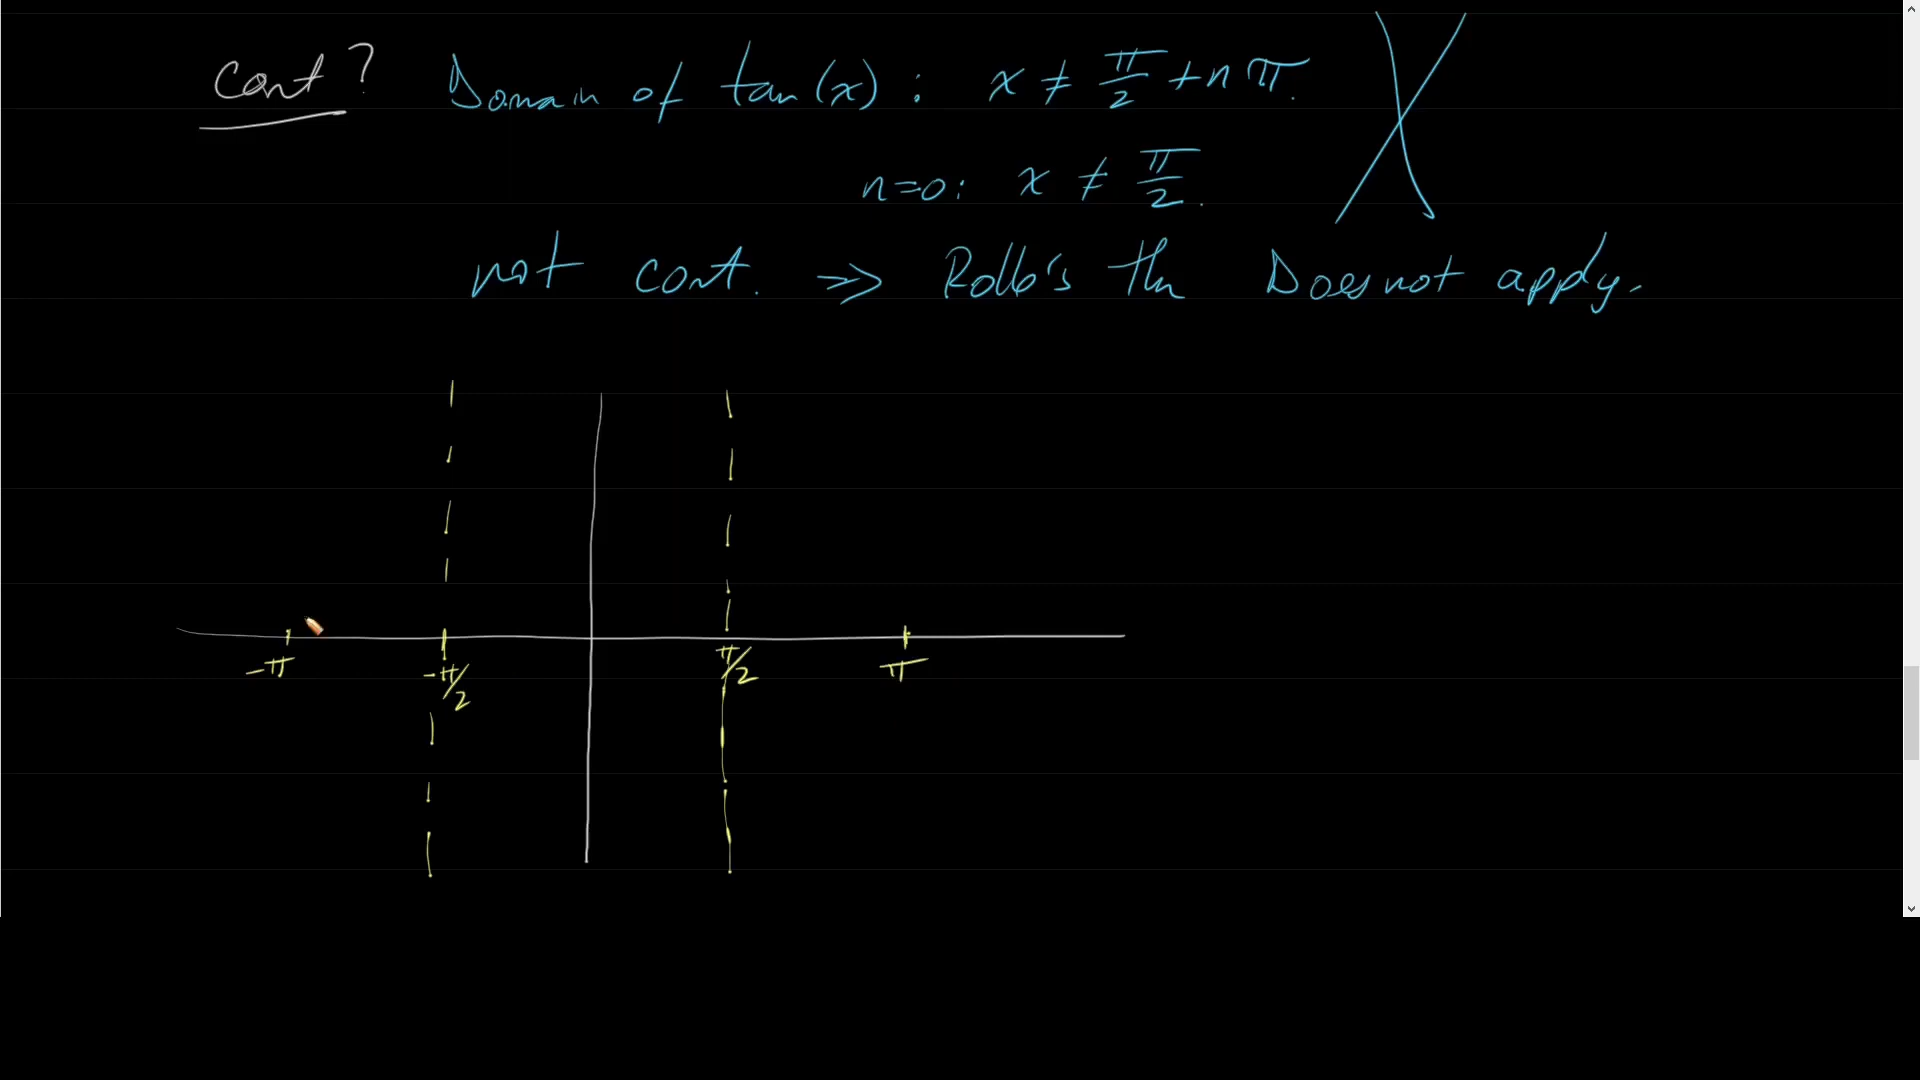 Cont? Domain of tan(x): x ≠ π/2 + nπ.
n=0: x ≠ π/2.
not cont. ⇒ Rolle's thm Does not apply.
-π -π/2 π/2 π